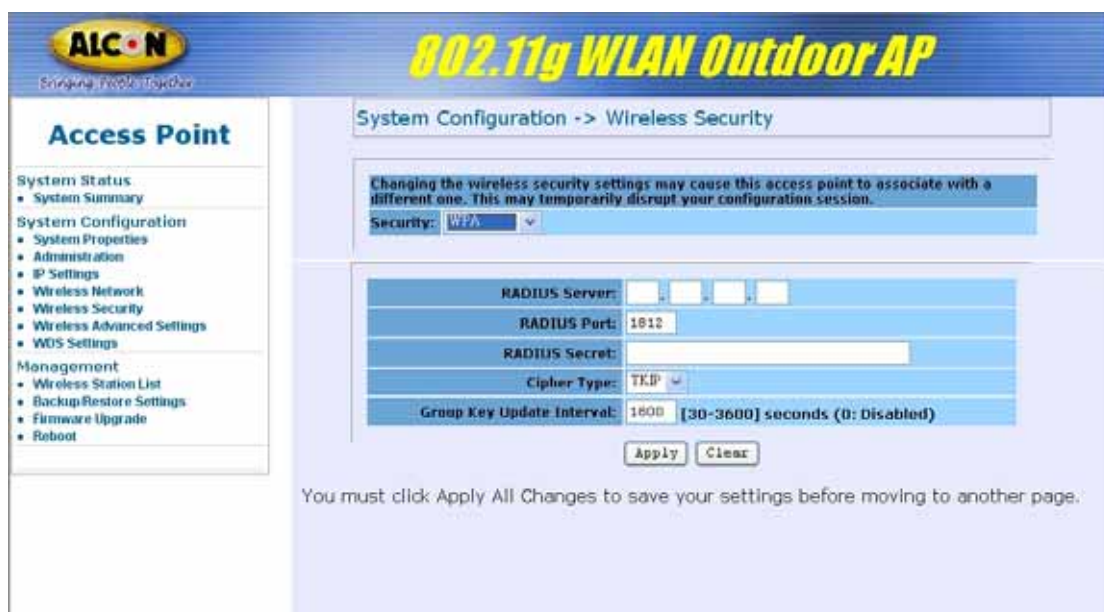 ALCON
Bringing People Together
802.11g WLAN Outdoor AP
Access Point
System Status
System Summary
System Configuration
System Properties
Administration
IP Settings
Wireless Network
Wireless Security
Wireless Advanced Settings
WDS Settings
Management
Wireless Station List
Backup/Restore Settings
Firmware Upgrade
Reboot
System Configuration -> Wireless Security
Changing the wireless security settings may cause this access point to associate with a
different one. This may temporarily disrupt your configuration session.
Security: WPA
RADIUS Server: . . .
RADIUS Port: 1812
RADIUS Secret:
Cipher Type: TKIP
Group Key Update Interval: 1800 [30-3600] seconds (0: Disabled)
Apply Clear
You must click Apply All Changes to save your settings before moving to another page.